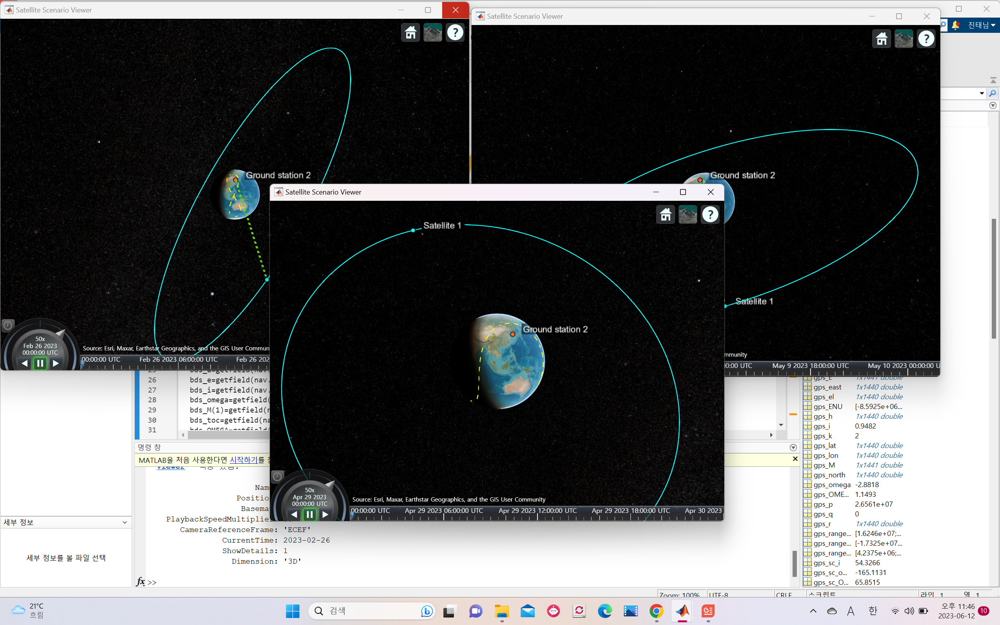 Satellite Scenario Viewer
Ground station 2
50x
Feb 26 2023
00:00:00 UTC
Source: Esri, Maxar, Earthstar Geographics, and the GIS User Commun
00:00:00 UTC Feb 26 2023 06:00:00 UTC Feb 26 202
Satellite Scenario Viewer
진태님
Ground station 2
Satellite 1
mmunity
00:00 UTC May 9 2023 18:00:00 UTC May 10 2023 00:00:00 U
Satellite Scenario Viewer
Satellite 1
Ground station 2
50x
Apr 29 2023
00:00:00 UTC
Source: Esri, Maxar, Earthstar Geographics, and the GIS User Community
00:00:00 UTC Apr 29 2023 06:00:00 UTC Apr 29 2023 12:00:00 UTC Apr 29 2023 18:00:00 UTC Apr 30 2023
26 bds_e=getfield(nav.
27 bds_i=getfield(nav.
28 bds_omega=getfield(
29 bds_M(1)=getfield(n
30 bds_toc=getfield(na
31 bds_OMEGA=getfield(
명령 창
MATLAB을 처음 사용한다면 시작하기를
Viewer
Name
Position
Basemap
PlaybackSpeedMultiplier
CameraReferenceFrame: 'ECEF'
CurrentTime: 2023-02-26
ShowDetails: 1
Dimension: '3D'
fx >>
세부 정보
세부 정보를 볼 파일 선택
gps_E 1x1441 double
gps_east 1x1440 double
gps_el 1x1440 double
gps_ENU [-8.5925e+06...
gps_h 1x1440 double
gps_i 0.9482
gps_k 2
gps_lat 1x1440 double
gps_lon 1x1440 double
gps_M 1x1441 double
gps_north 1x1440 double
gps_omega -2.8818
gps_OME... 1.1493
gps_p 2.6561e+07
gps_q 0
gps_r 1x1440 double
gps_range... [1.6246e+07;...
gps_range... [-1.7325e+07...
gps_range... [4.2375e+06;...
gps_sc_i 54.3266
gps_sc_o... -165.1131
gps_sc_O... 65.8515
Zoom: 100% UTF-8 CRLF 스크립트 라인 1 열 1
21°C
흐림
검색
A 한
오후 11:46
2023-06-12
10